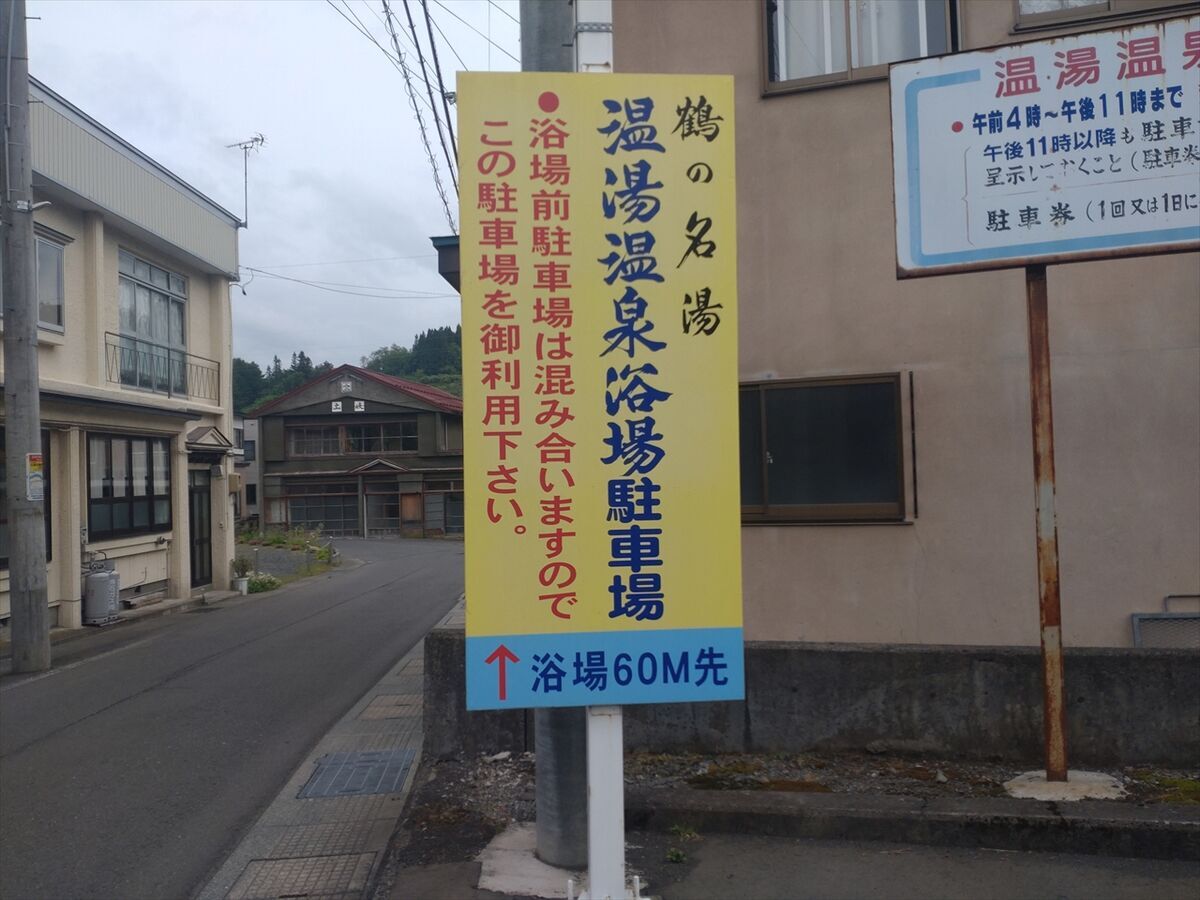 鶴の名湯
温湯温泉浴場駐車場
●浴場前駐車場は混み合いますので
この駐車場を御利用下さい。
↑浴場60M先
温湯温泉
●午前4時～午後11時まで
午後11時以降も駐車
呈示しておくこと(駐車券
駐車券(1回又は1日に